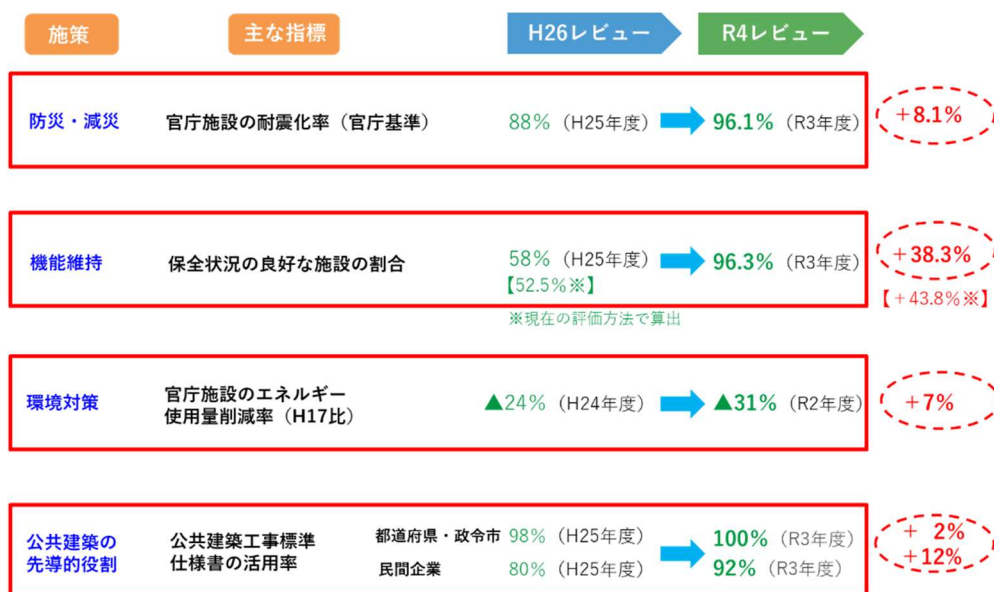 施策 主な指標 H26レビュー R4レビュー
防災・減災 官庁施設の耐震化率（官庁基準） 88%（H25年度） 96.1%（R3年度） +8.1%
機能維持 保全状況の良好な施設の割合 58%（H25年度） 96.3%（R3年度） +38.3%
【52.5%※】 【+43.8%※】
※現在の評価方法で算出
環境対策 官庁施設のエネルギー
使用量削減率（H17比） ▲24%（H24年度） ▲31%（R2年度） +7%
公共建築の
先導的役割 公共建築工事標準
仕様書の活用率 都道府県・政令市 98%（H25年度） 100%（R3年度） + 2%
民間企業 80%（H25年度） 92%（R3年度） +12%